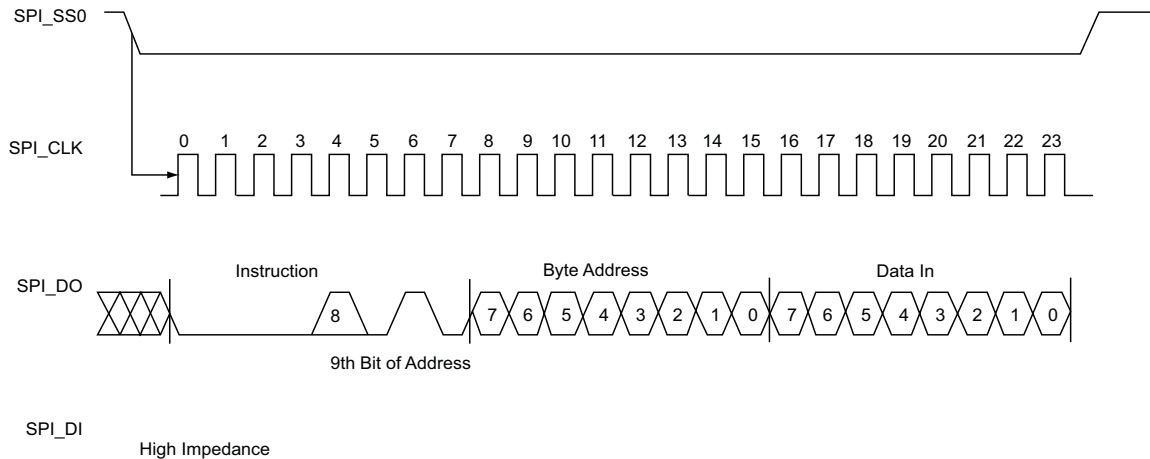 SPI_SS0
0 1 2 3 4 5 6 7 8 9 10 11 12 13 14 15 16 17 18 19 20 21 22 23
SPI_CLK
Instruction Byte Address Data In
SPI_DO
8 7 6 5 4 3 2 1 0 7 6 5 4 3 2 1 0
9th Bit of Address
SPI_DI
High Impedance